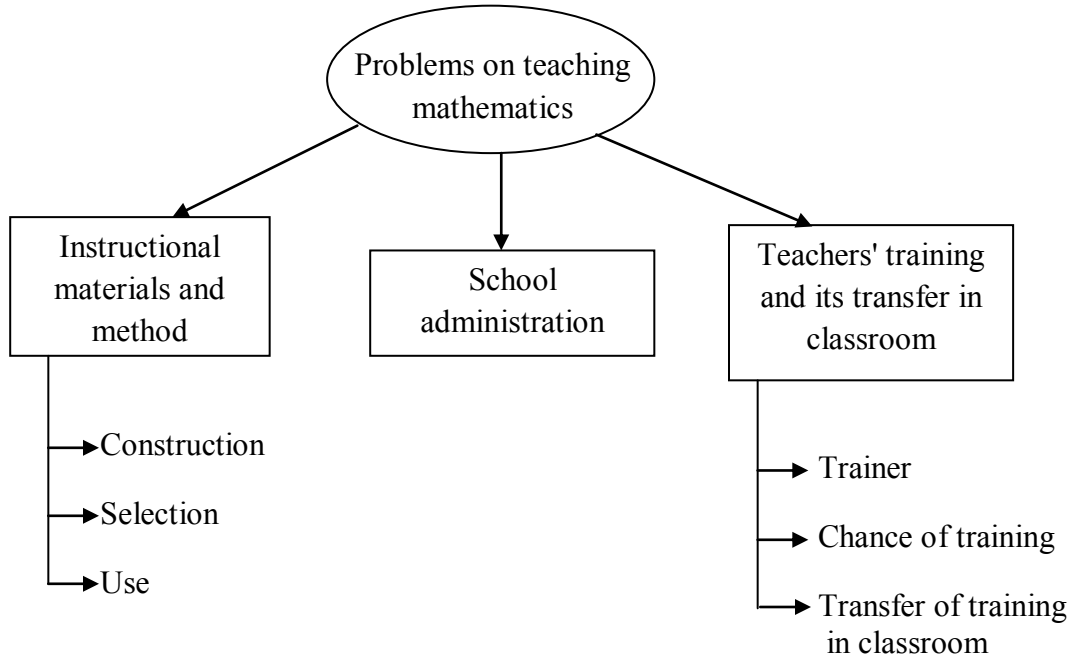 Problems on teaching
mathematics
Instructional
materials and
method
School
administration
Teachers' training
and its transfer in
classroom
Construction
Selection
Use
Trainer
Chance of training
Transfer of training
in classroom